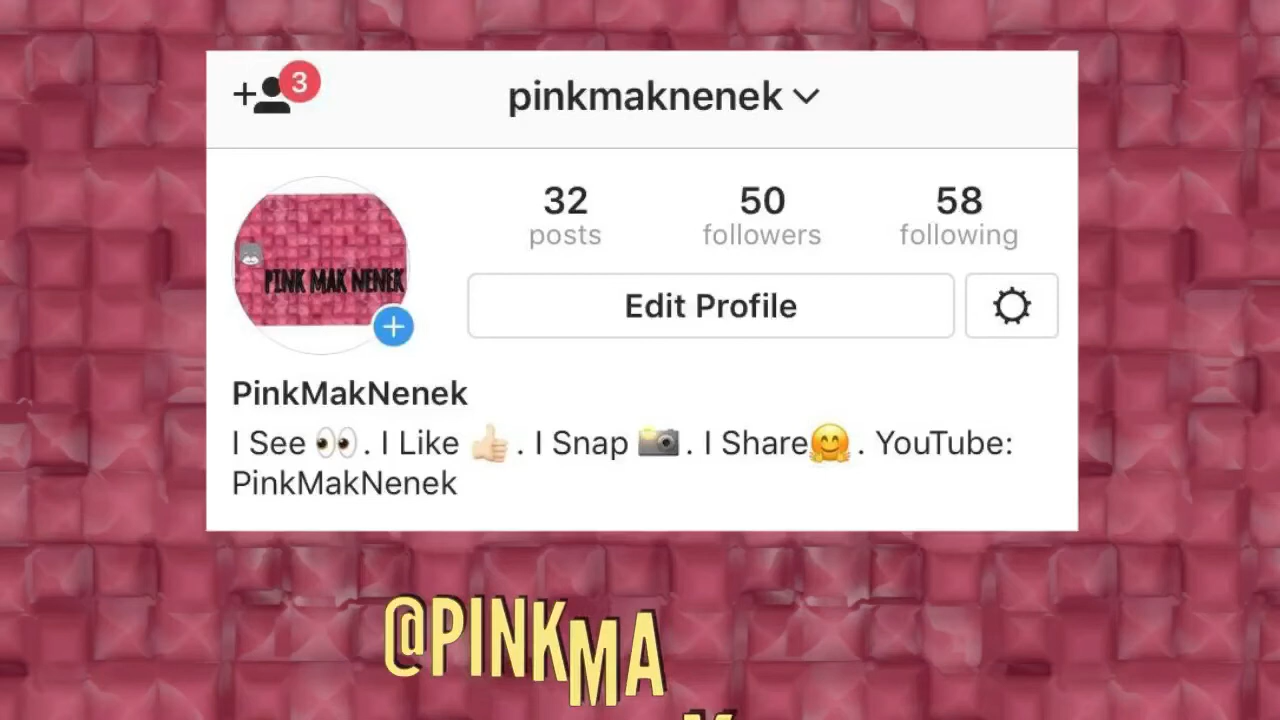 3
pinkmaknenek
32 50 58
posts followers following
PINK MAK NENEK
Edit Profile
PinkMakNenek
I See 👀. I Like 👍🏻. I Snap 📸. I Share🤗. YouTube:
PinkMakNenek
@PINKMA